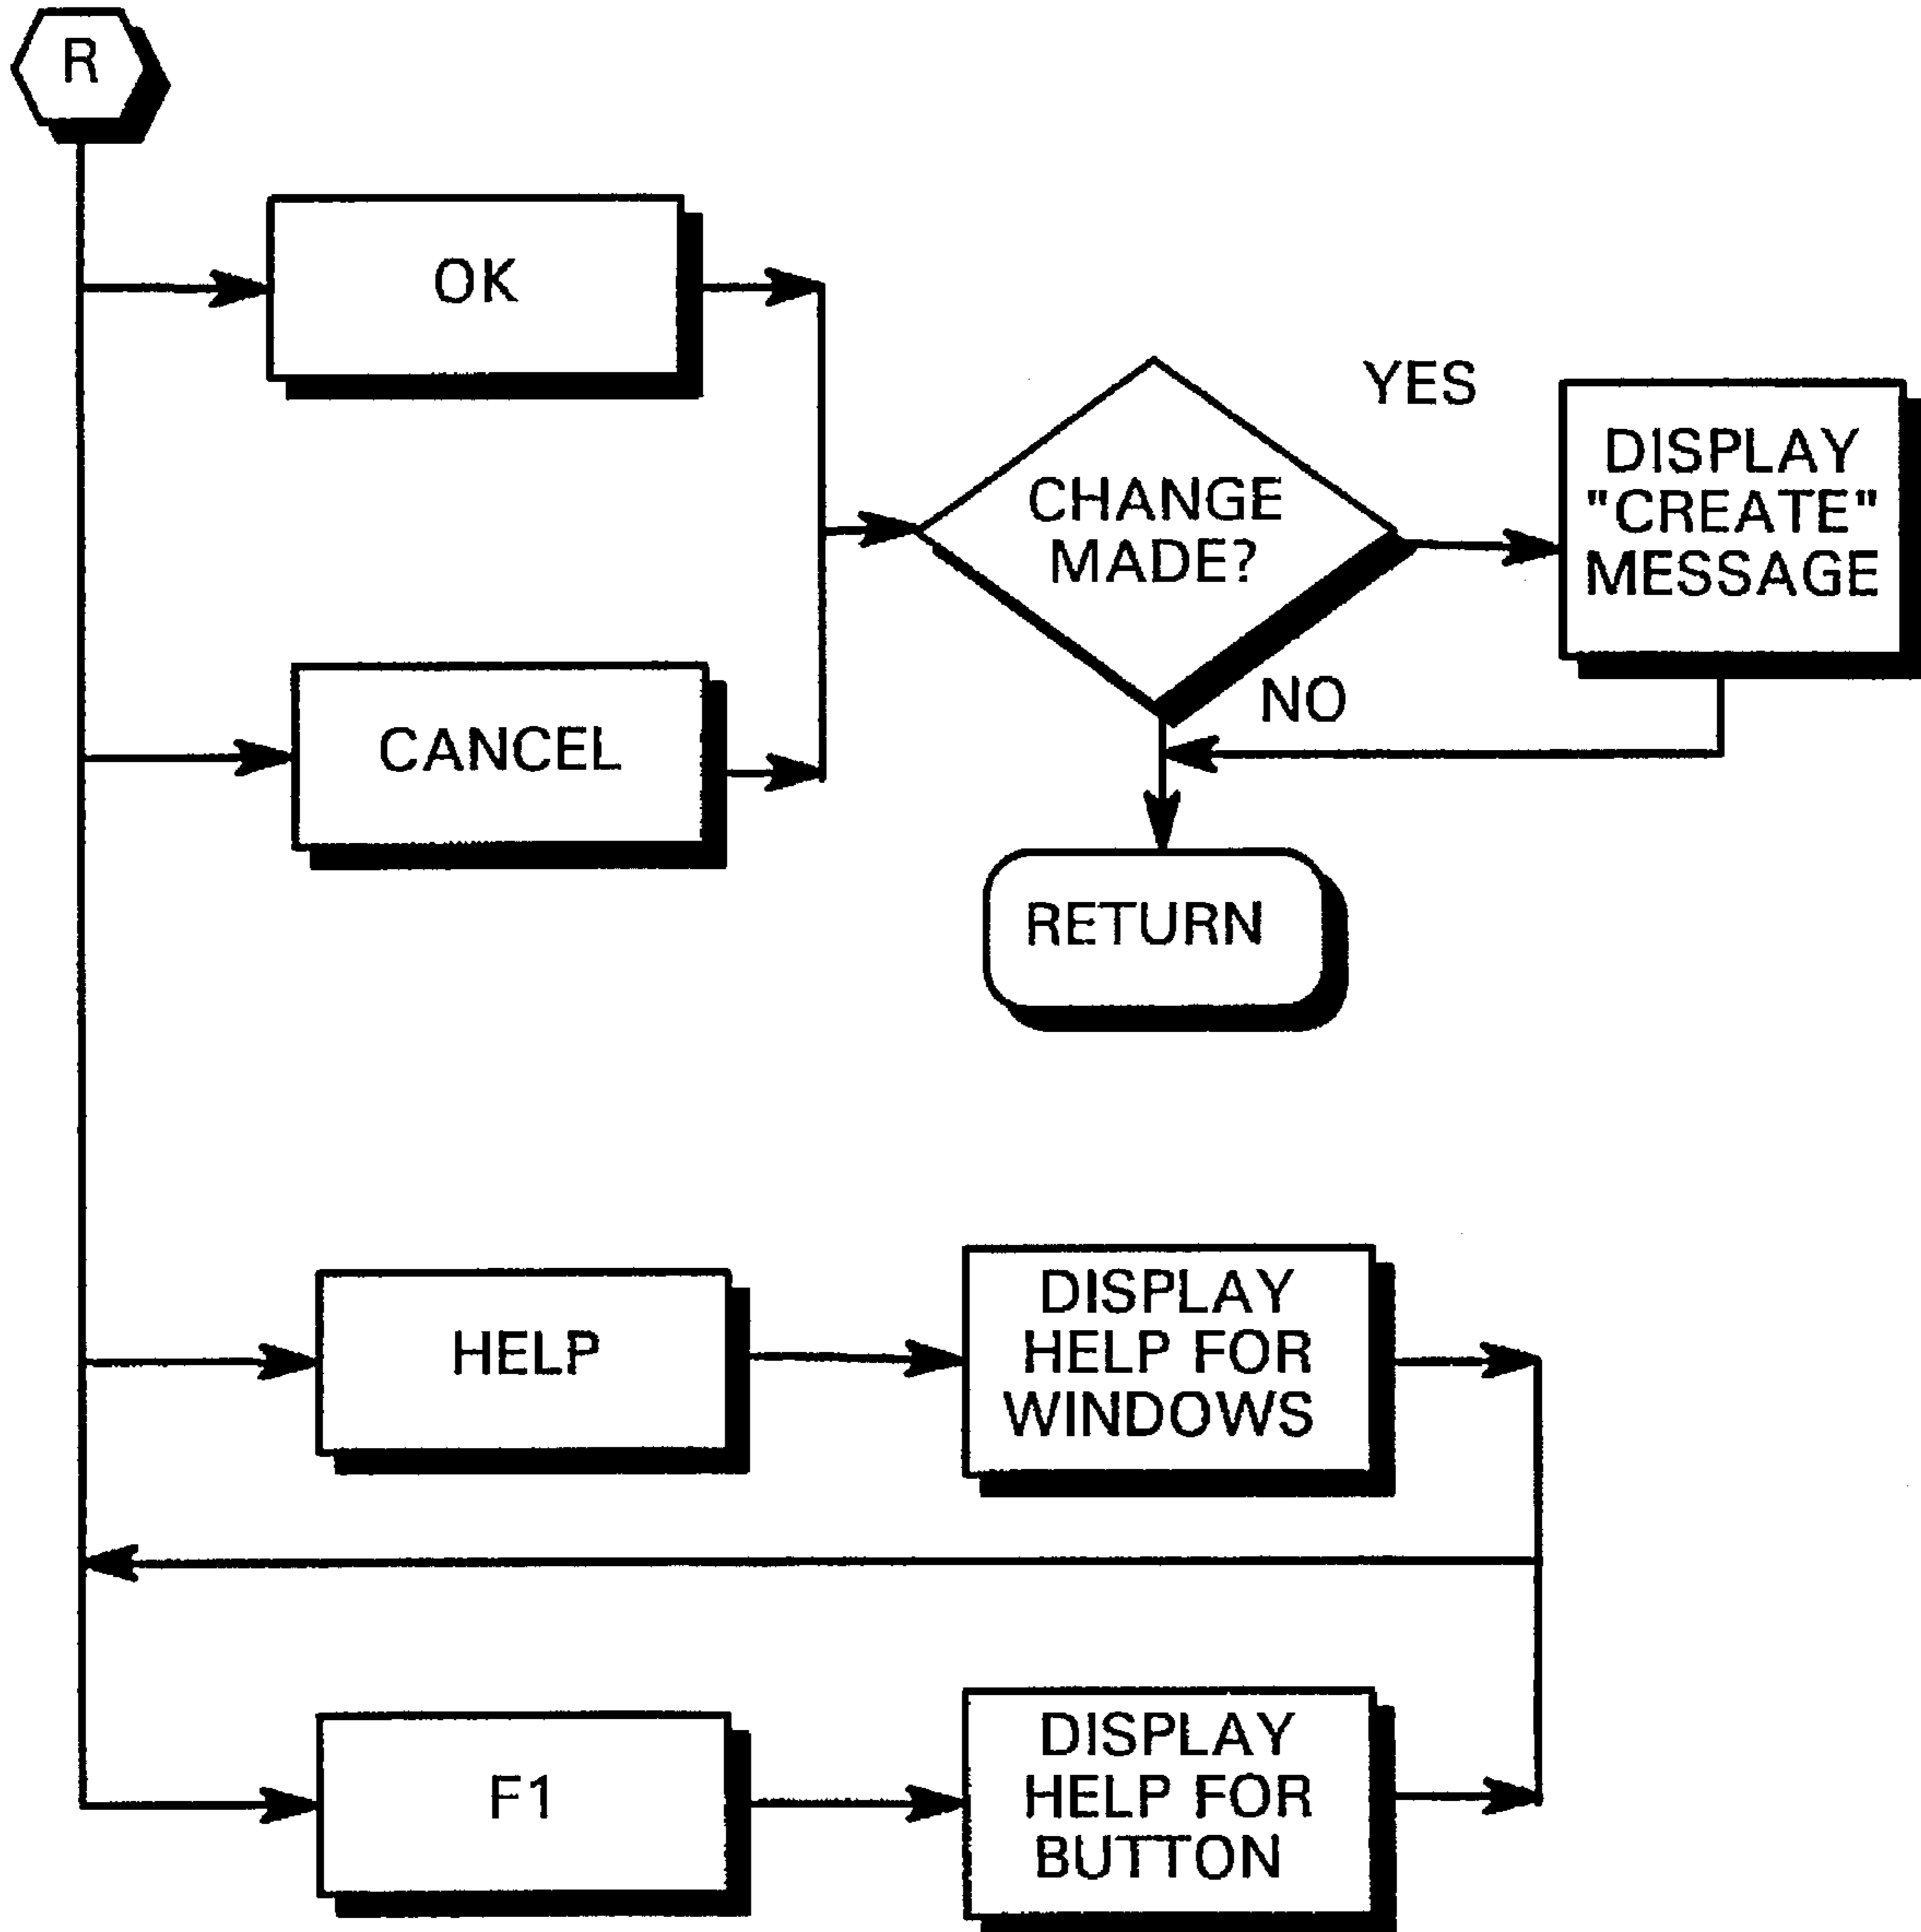 R
OK
YES
DISPLAY
"CREATE"
MESSAGE
CHANGE
MADE?
NO
CANCEL
RETURN
HELP
DISPLAY
HELP FOR
WINDOWS
F1
DISPLAY
HELP FOR
BUTTON